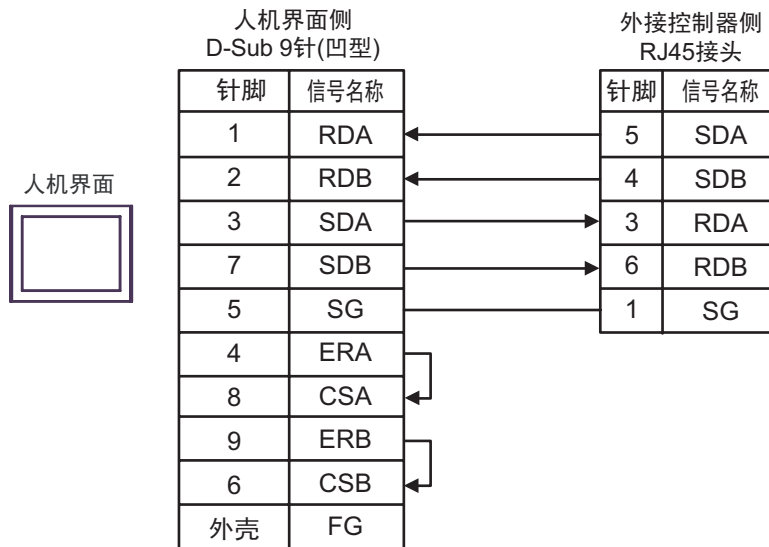 人机界面侧
D-Sub 9针(凹型)
外接控制器侧
RJ45接头
人机界面
针脚 信号名称 针脚 信号名称
1 RDA 5 SDA
2 RDB 4 SDB
3 SDA 3 RDA
7 SDB 6 RDB
5 SG 1 SG
4 ERA
8 CSA
9 ERB
6 CSB
外壳 FG